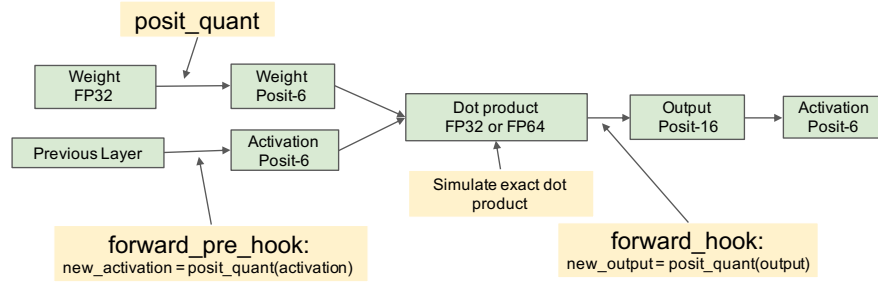 posit_quant
Weight
FP32
Weight
Posit-6
Previous Layer
Activation
Posit-6
Dot product
FP32 or FP64
Output
Posit-16
Activation
Posit-6
Simulate exact dot
product
forward_pre_hook:
new_activation = posit_quant(activation)
forward_hook:
new_output = posit_quant(output)